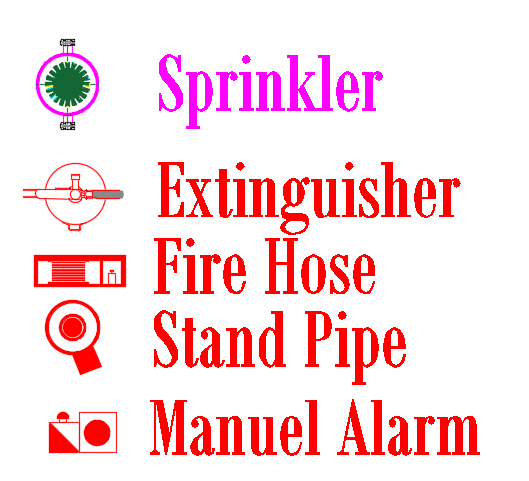 Sprinkler
Extinguisher
Fire Hose
Stand Pipe
Manuel Alarm